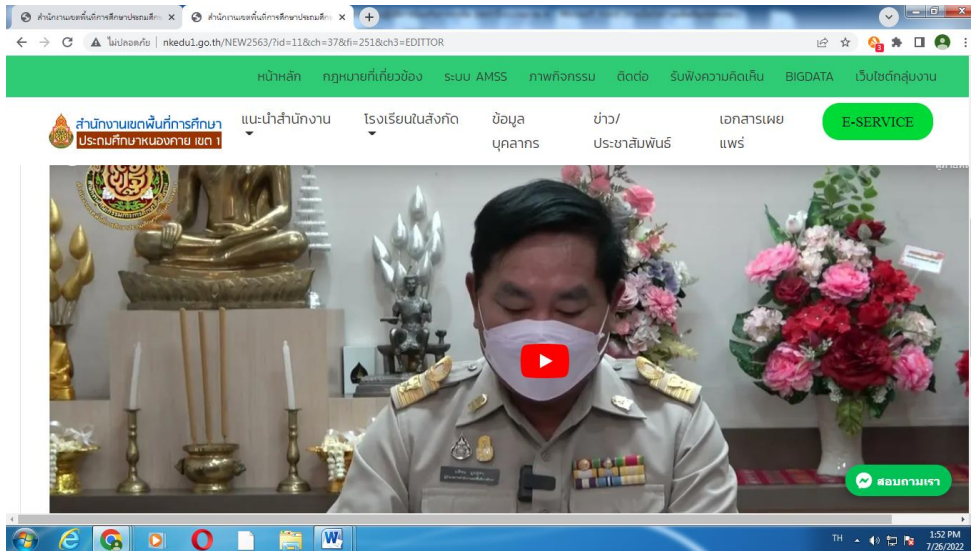 สำนักงานเขตพื้นที่การศึกษาประถมศึก
สำนักงานเขตพื้นที่การศึกษาประถมศึก
ไม่ปลอดภัย | nkedu1.go.th/NEW2563/?id=11&ch=37&fi=251&ch3=EDITTOR
หน้าหลัก กฎหมายที่เกี่ยวข้อง ระบบ AMSS ภาพกิจกรรม ติดต่อ รับฟังความคิดเห็น BIGDATA เว็บไซต์กลุ่มงาน
สำนักงานเขตพื้นที่การศึกษา
ประถมศึกษาหนองคาย เขต 1
แนะนำสำนักงาน
โรงเรียนในสังกัด
ข้อมูล
บุคลากร
ข่าว/
ประชาสัมพันธ์
เอกสารเผย
แพร่
E-SERVICE
สอบถามเรา
TH
1:52 PM
7/26/2022